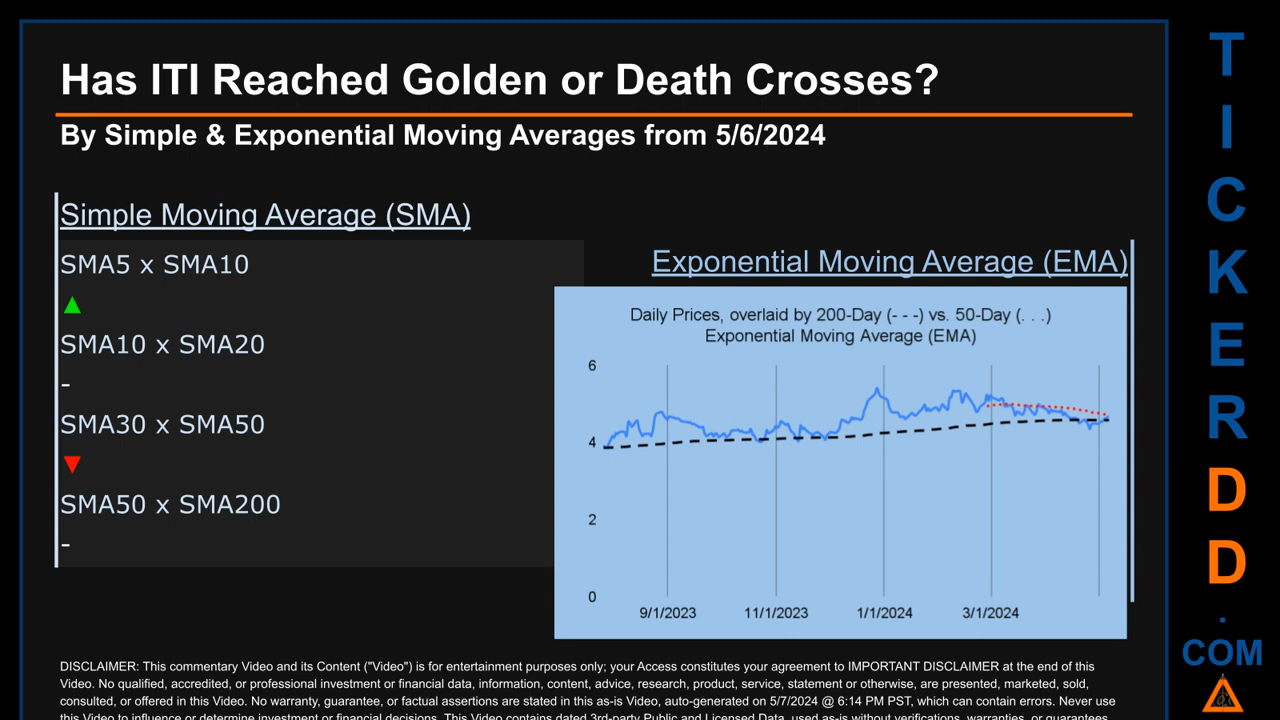 Has ITI Reached Golden or Death Crosses?
By Simple & Exponential Moving Averages from 5/6/2024
Simple Moving Average (SMA)
SMA5 x SMA10
▲
SMA10 x SMA20
-
SMA30 x SMA50
▼
SMA50 x SMA200
-
Exponential Moving Average (EMA)
Daily Prices, overlaid by 200-Day (- - -) vs. 50-Day (. . .)
Exponential Moving Average (EMA)
6
4
2
0
9/1/2023
11/1/2023
1/1/2024
3/1/2024
DISCLAIMER: This commentary Video and its Content ("Video") is for entertainment purposes only; your Access constitutes your agreement to IMPORTANT DISCLAIMER at the end of this
Video. No qualified, accredited, or professional investment or financial data, information, content, advice, research, product, service, statement or otherwise, are presented, marketed, sold,
consulted, or offered in this Video. No warranty, guarantee, or factual assertions are stated in this as-is Video, auto-generated on 5/7/2024 @ 6:14 PM PST, which can contain errors. Never use
this Video to influence or determine investment or financial decisions. This Video contains dated 3rd-party Public and Licensed Data, used as-is without verifications, warranties, or guarantees
T
I
C
K
E
R
D
D
.
COM